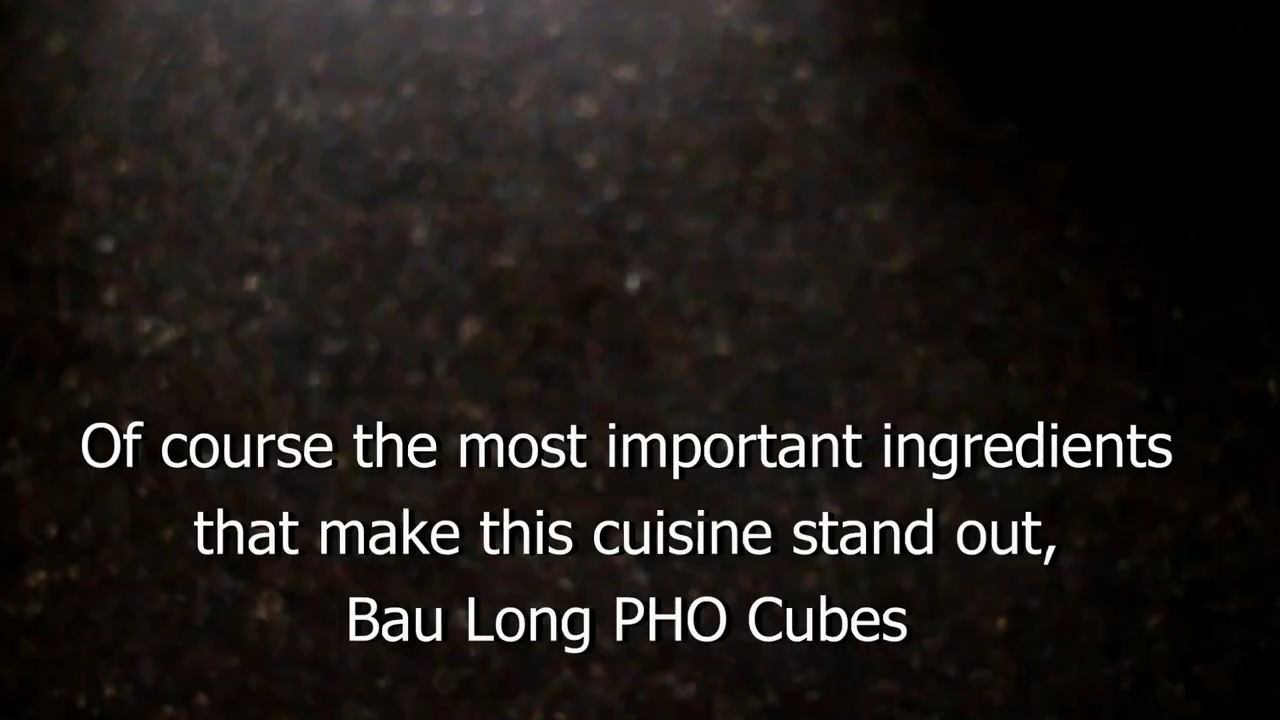 Of course the most important ingredients
that make this cuisine stand out,
Bau Long PHO Cubes